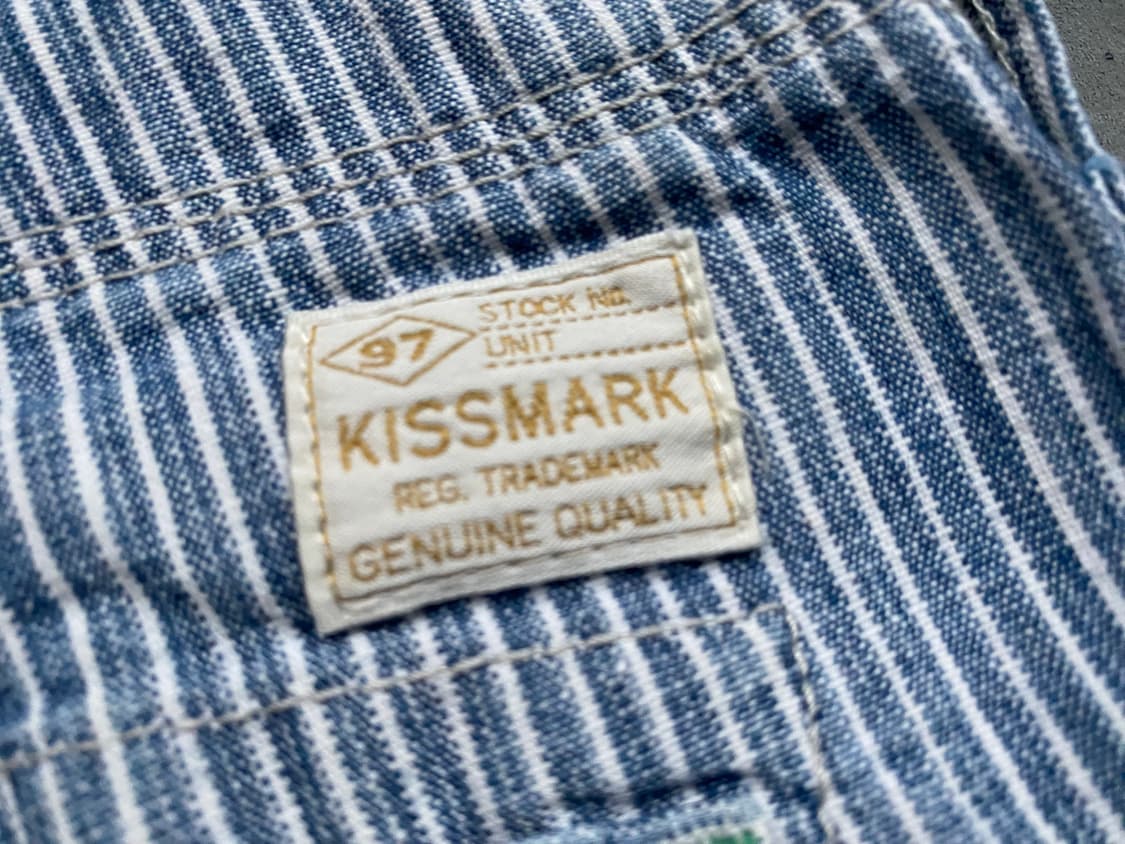 97
STOCK NO.
UNIT
KISSMARK
REG. TRADEMARK
GENUINE QUALITY